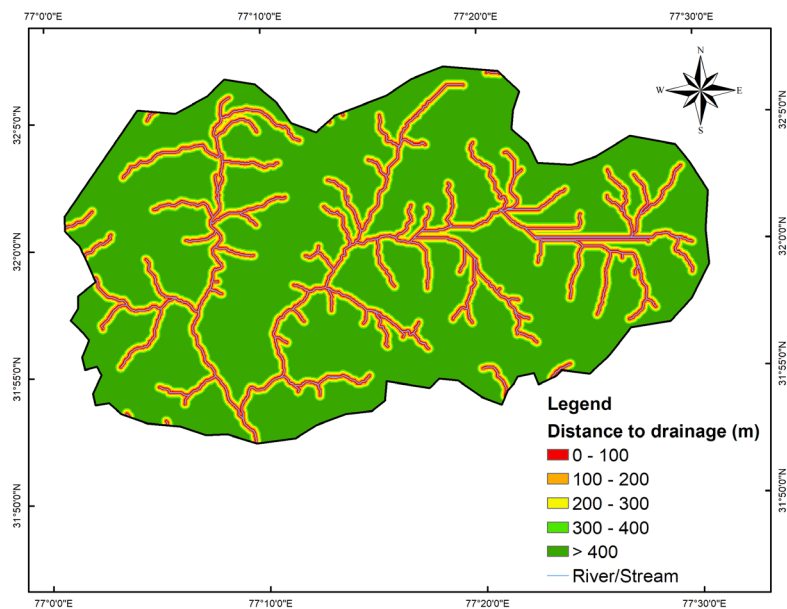 77°0'0"E 77°10'0"E 77°20'0"E 77°30'0"E
N
W E
S
32°5'0"N 32°5'0"N
32°0'0"N 32°0'0"N
31°55'0"N 31°55'0"N
31°50'0"N 31°50'0"N
Legend
Distance to drainage (m)
0 - 100
100 - 200
200 - 300
300 - 400
> 400
River/Stream
77°0'0"E 77°10'0"E 77°20'0"E 77°30'0"E